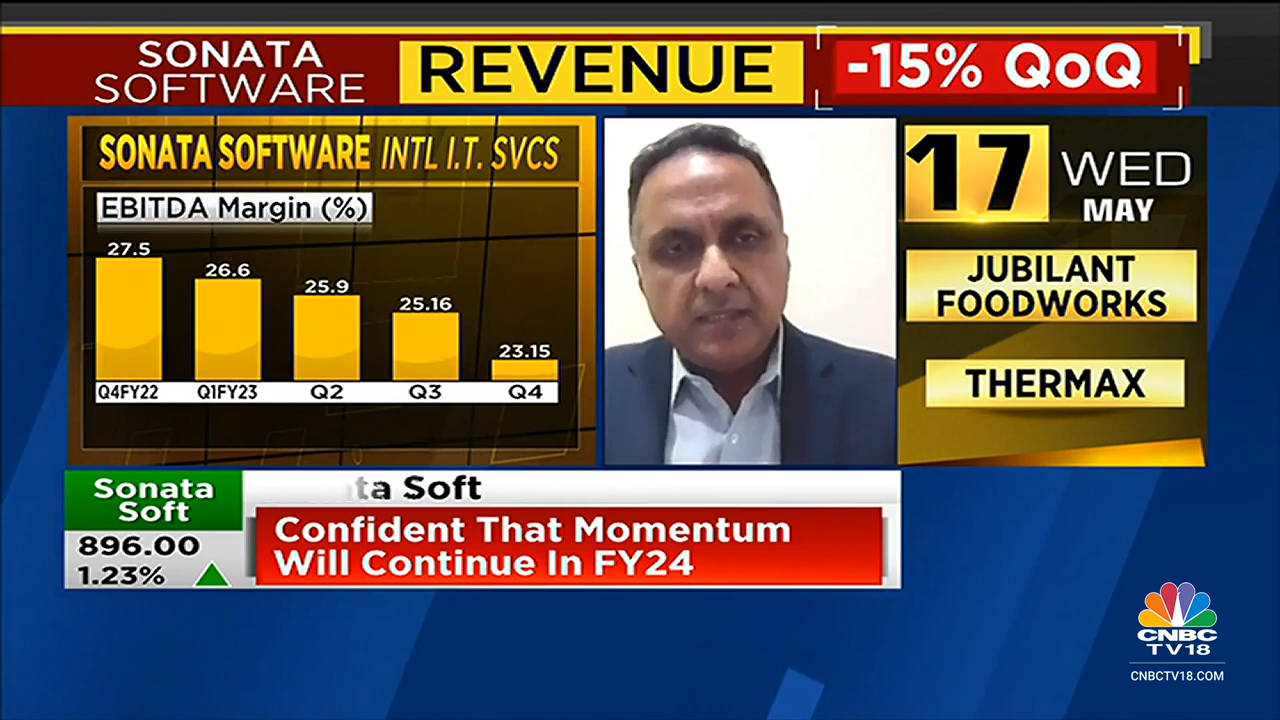 SONATA
SOFTWARE
REVENUE
-15% QoQ
SONATA SOFTWARE INTL I.T. SVCS
EBITDA Margin (%)
27.5
26.6
25.9
25.16
23.15
Q4FY22
Q1FY23
Q2
Q3
Q4
17 WED
MAY
JUBILANT
FOODWORKS
THERMAX
Sonata
Soft
896.00
1.23%
ta Soft
Confident That Momentum
Will Continue In FY24
CNBC
TV18
CNBCTV18.COM